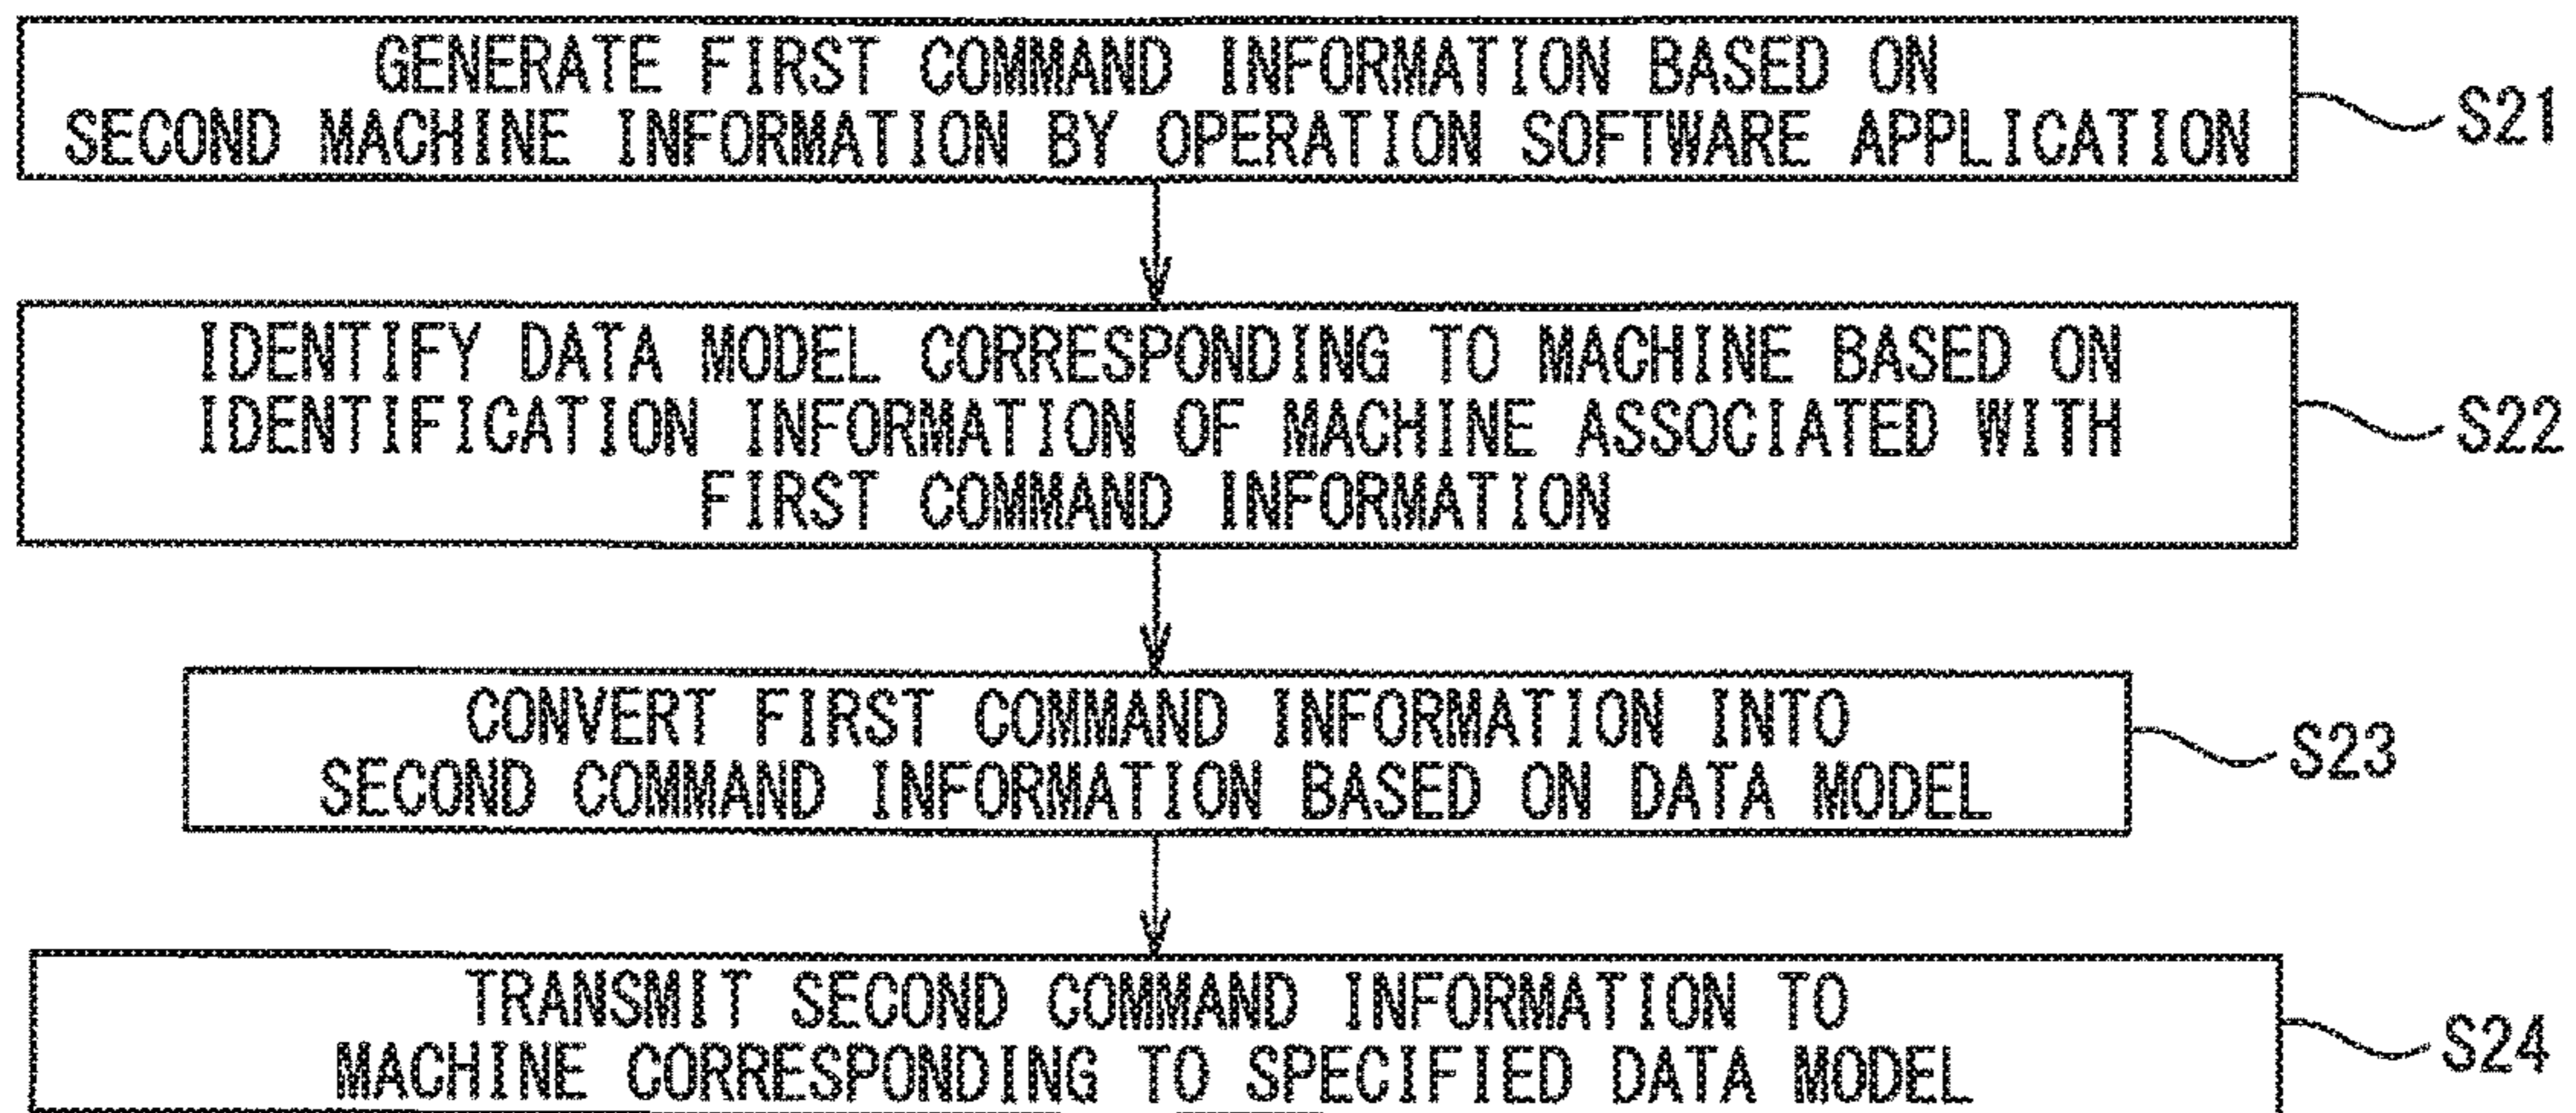 GENERATE FIRST COMMAND INFORMATION BASED ON
SECOND MACHINE INFORMATION BY OPERATION SOFTWARE APPLICATION
S21
IDENTIFY DATA MODEL CORRESPONDING TO MACHINE BASED ON
IDENTIFICATION INFORMATION OF MACHINE ASSOCIATED WITH
FIRST COMMAND INFORMATION
S22
CONVERT FIRST COMMAND INFORMATION INTO
SECOND COMMAND INFORMATION BASED ON DATA MODEL
S23
TRANSMIT SECOND COMMAND INFORMATION TO
MACHINE CORRESPONDING TO SPECIFIED DATA MODEL
S24